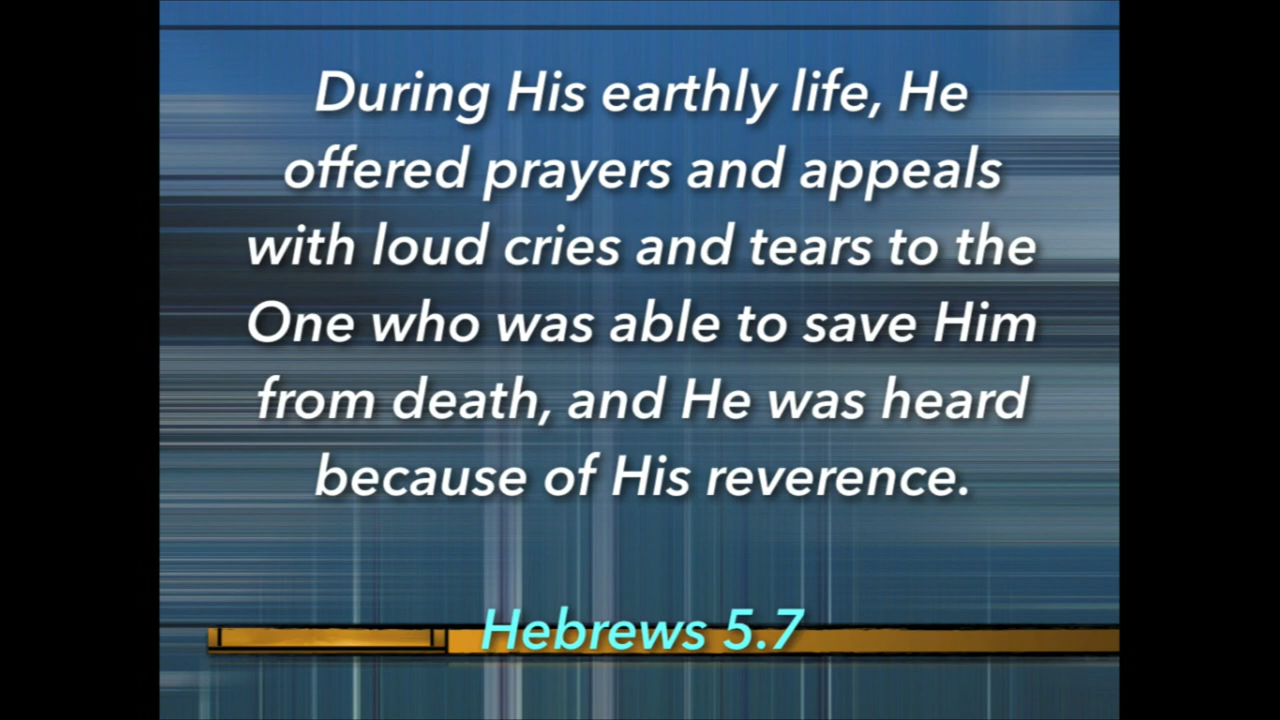 During His earthly life, He
offered prayers and appeals
with loud cries and tears to the
One who was able to save Him
from death, and He was heard
because of His reverence.
Hebrews 5.7